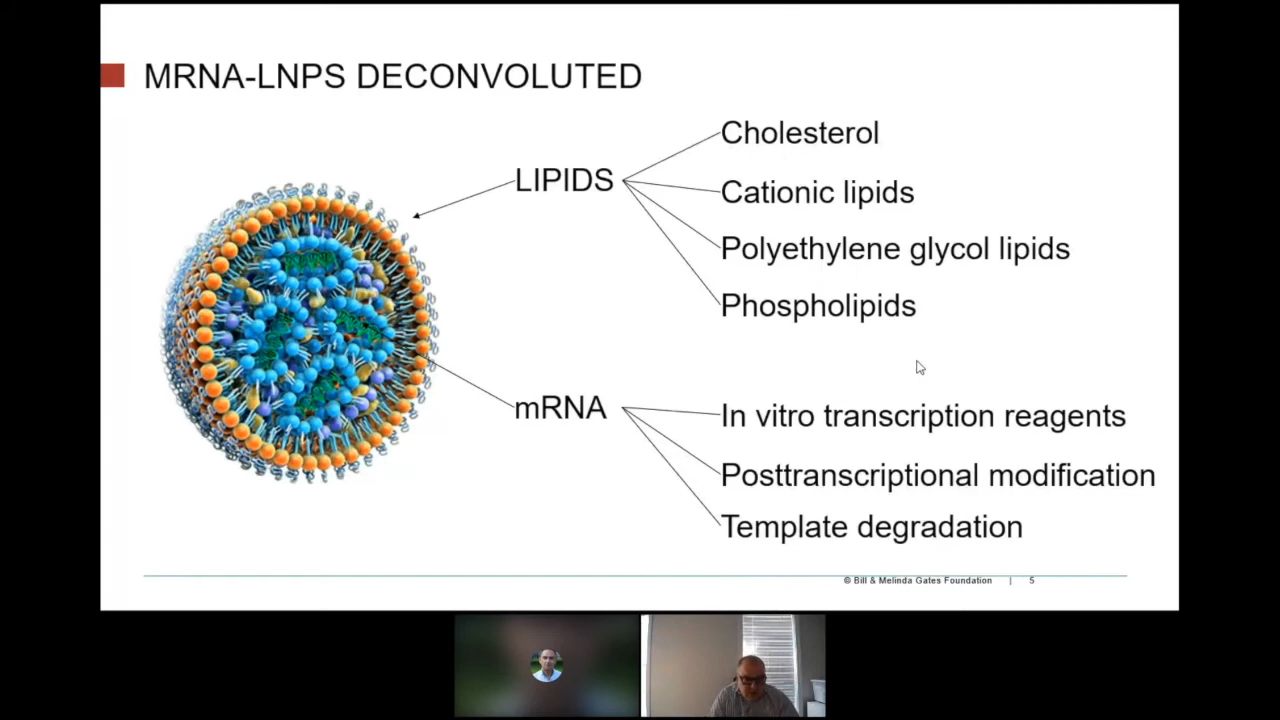 MRNA-LNPS DECONVOLUTED
LIPIDS
Cholesterol
Cationic lipids
Polyethylene glycol lipids
Phospholipids
mRNA
In vitro transcription reagents
Posttranscriptional modification
Template degradation
© Bill & Melinda Gates Foundation | 5